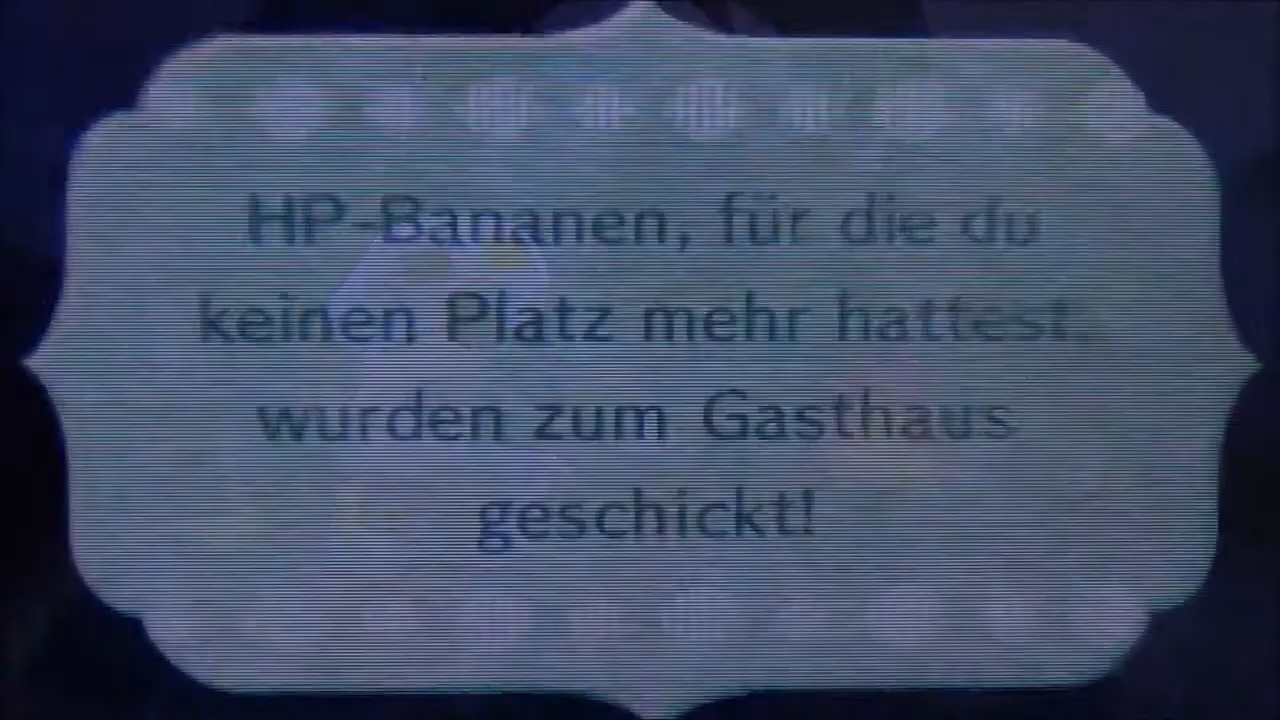 HP-Bananen, für die du
keinen Platz mehr hattest,
wurden zum Gasthaus
geschickt!